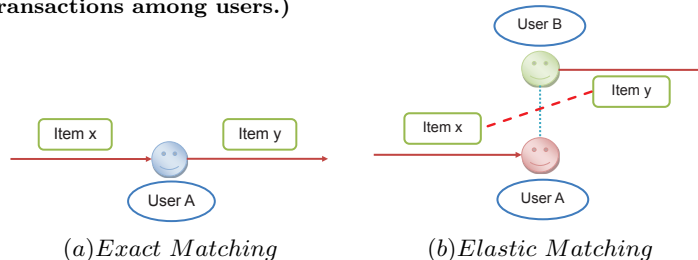 ransactions among users.)
User B
Item x
Item y
Item x
Item y
User A
User A
(a)Exact Matching
(b)Elastic Matching